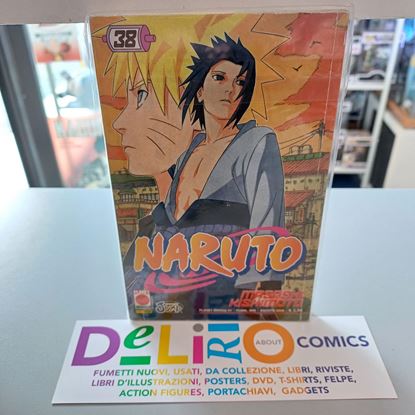 38
NARUTO
MASASHI
KISHIMOTO
DELIRIO ABOUT COMICS
FUMETTI NUOVI, USATI, DA COLLEZIONE, LIBRI, RIVISTE,
LIBRI D'ILLUSTRAZIONI, POSTERS, DVD, T-SHIRTS, FELPE,
ACTION FIGURES, PORTACHIAVI, GADGETS